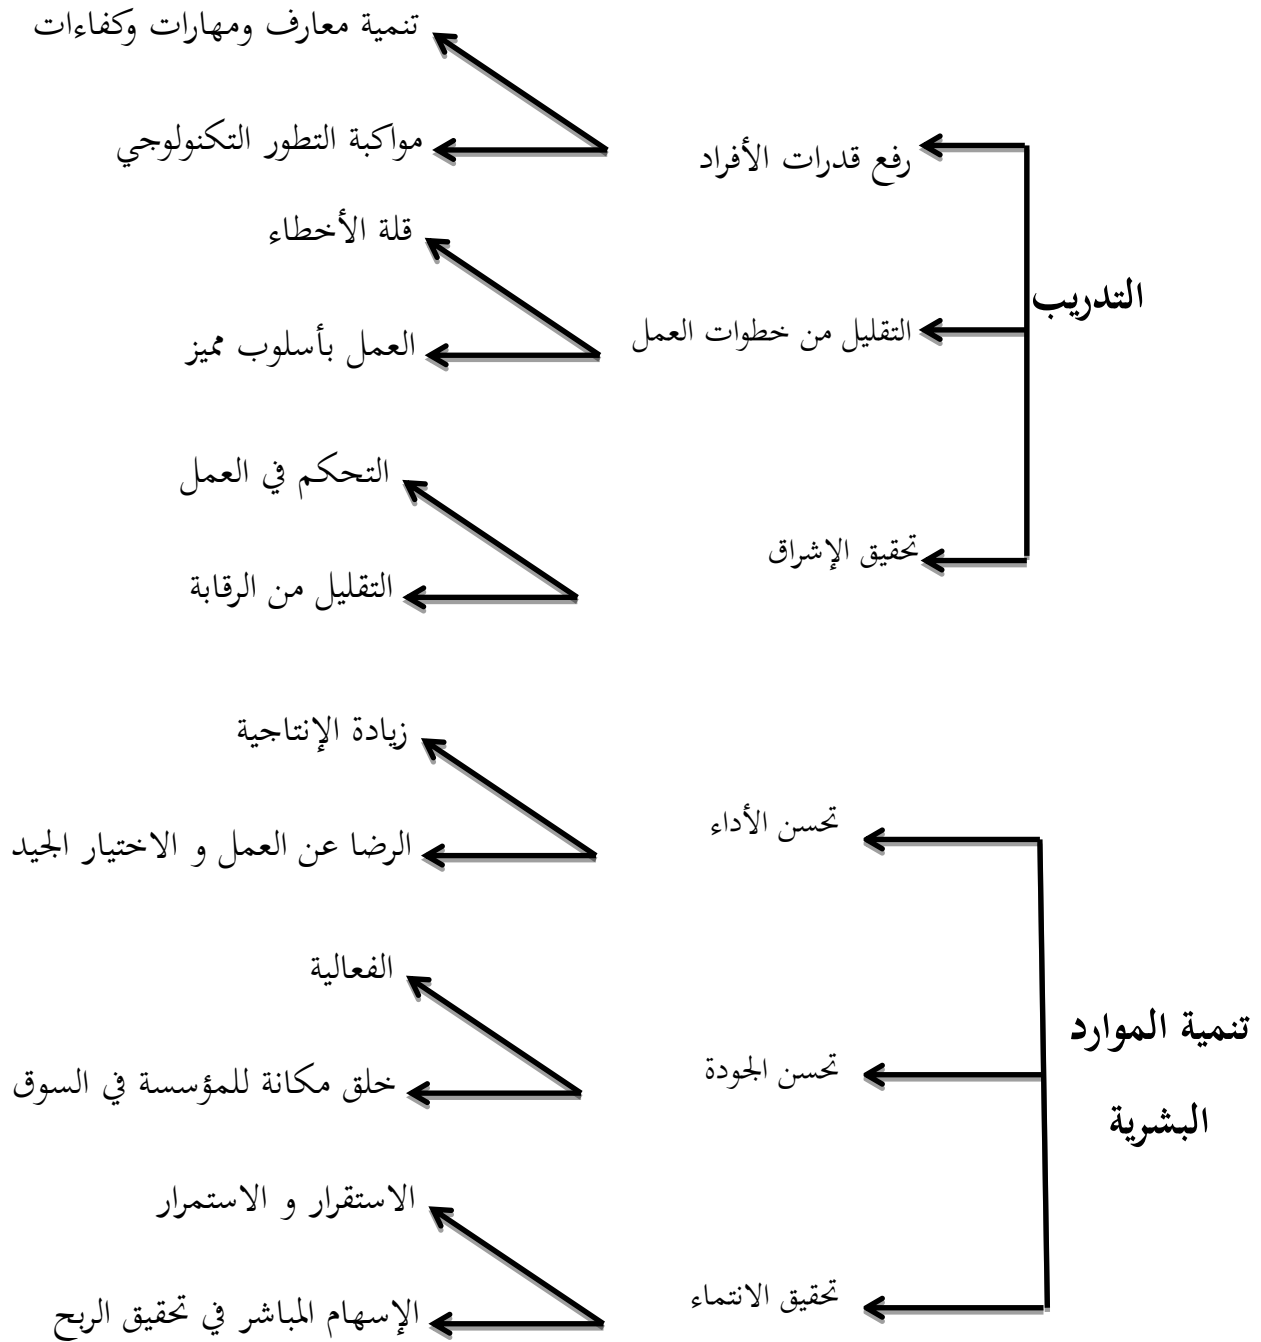 التدريب
رفع قدرات الأفراد
تنمية معارف ومهارات وكفاءات
مواكبة التطور التكنولوجي
التقليل من خطوات العمل
قلة الأخطاء
العمل بأسلوب مميز
تحقيق الإشراق
التحكم في العمل
التقليل من الرقابة
تنمية الموارد
البشرية
تحسن الأداء
زيادة الإنتاجية
الرضا عن العمل و الاختيار الجيد
تحسن الجودة
الفعالية
خلق مكانة للمؤسسة في السوق
تحقيق الانتماء
الاستقرار و الاستمرار
الإسهام المباشر في تحقيق الربح